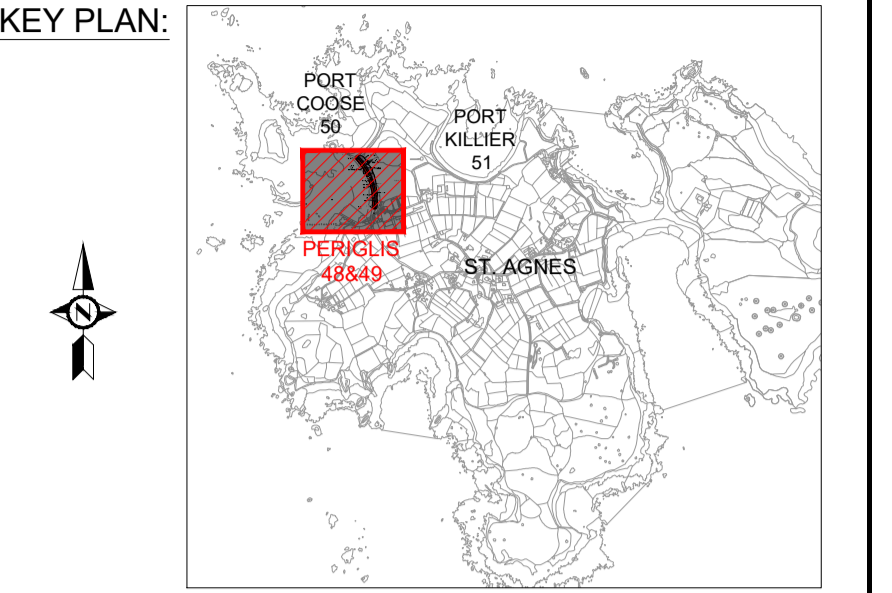 KEY PLAN:
PORT
COOSE
50
PORT
KILLIER
51
PERIGLIS
48&49
ST. AGNES
N